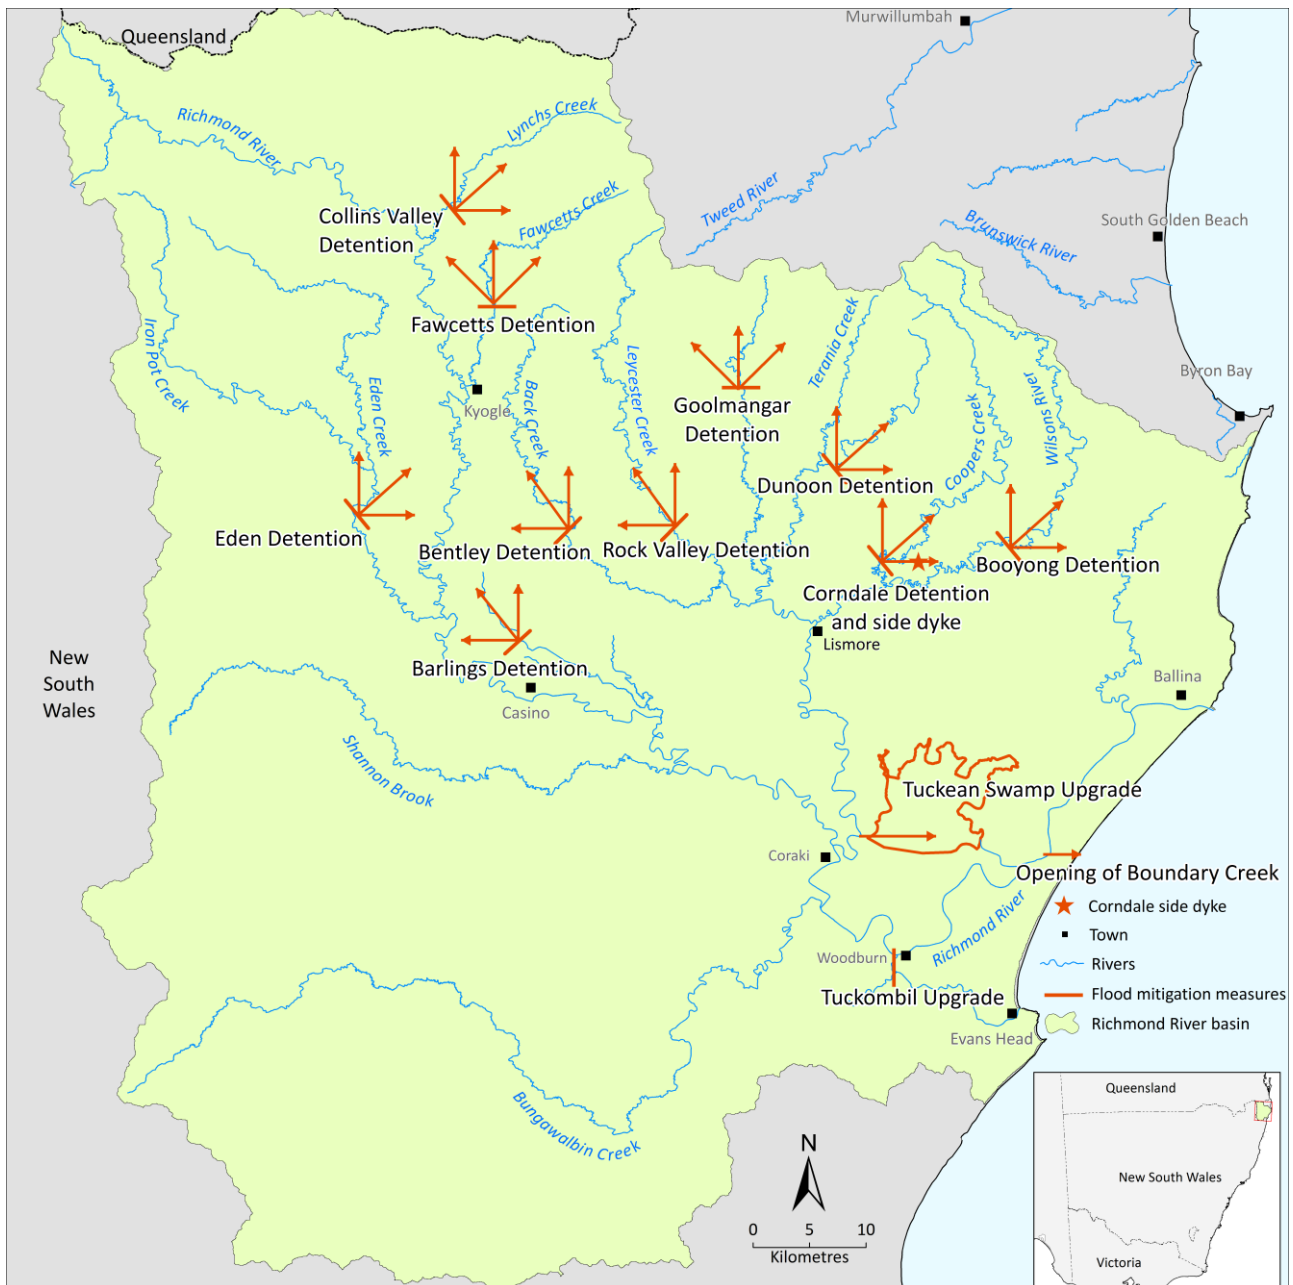 Murwillumbah
Queensland
Richmond River
Lynchs Creek
Collins Valley
Detention
Fawcetts Creek
Tweed River
South Golden Beach
Brunswick River
Iron Pot Creek
Fawcetts Detention
Eden Creek
Kyogle
Back Creek
Leycester Creek
Goolmangar
Detention
Terania Creek
Byron Bay
Wilsons River
Coopers Creek
Dunoon Detention
Eden Detention
Bentley Detention
Rock Valley Detention
Booyong Detention
Corndale Detention
and side dyke
Lismore
New
South
Wales
Barlings Detention
Casino
Ballina
Shannon Brook
Tuckean Swamp Upgrade
Coraki
Opening of Boundary Creek
Richmond River
Woodburn
Tuckombil Upgrade
Evans Head
Bungawalbin Creek
Corndale side dyke
Town
Rivers
Flood mitigation measures
Richmond River basin
N
0 5 10
Kilometres
Queensland
New South Wales
Victoria